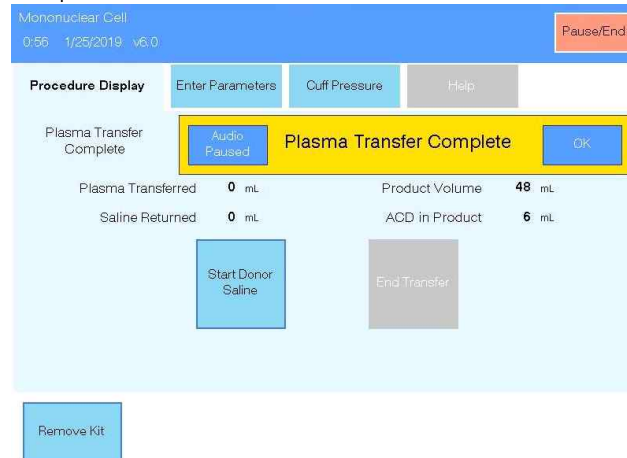 Mononuclear Cell
0:56 1/25/2019 v6.0
Pause/End
Procedure Display
Enter Parameters
Cuff Pressure
Help
Plasma Transfer
Complete
Audio
Paused
Plasma Transfer Complete
OK
Plasma Transferred 0 mL
Product Volume 48 mL
Saline Returned 0 mL
ACD in Product 6 mL
Start Donor
Saline
End Transfer
Remove Kit